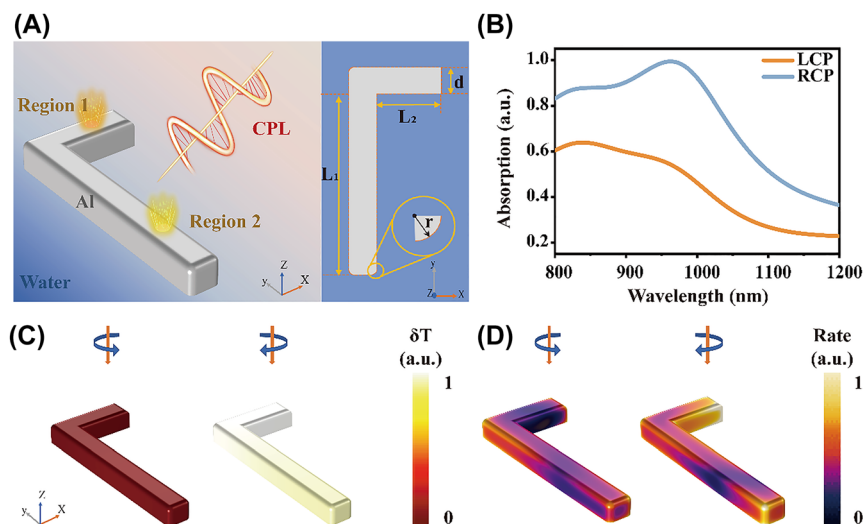 (A)
Region 1
CPL
Al
Region 2
Water
Z
y
X
d
L₂
L₁
r
y
Z
X
(B)
Absorption (a.u.)
1.0
0.8
0.6
0.4
0.2
LCP
RCP
800 900 1000 1100 1200
Wavelength (nm)
(C)
δT
(a.u.)
1
0
Z
y
X
(D)
Rate
(a.u.)
1
0